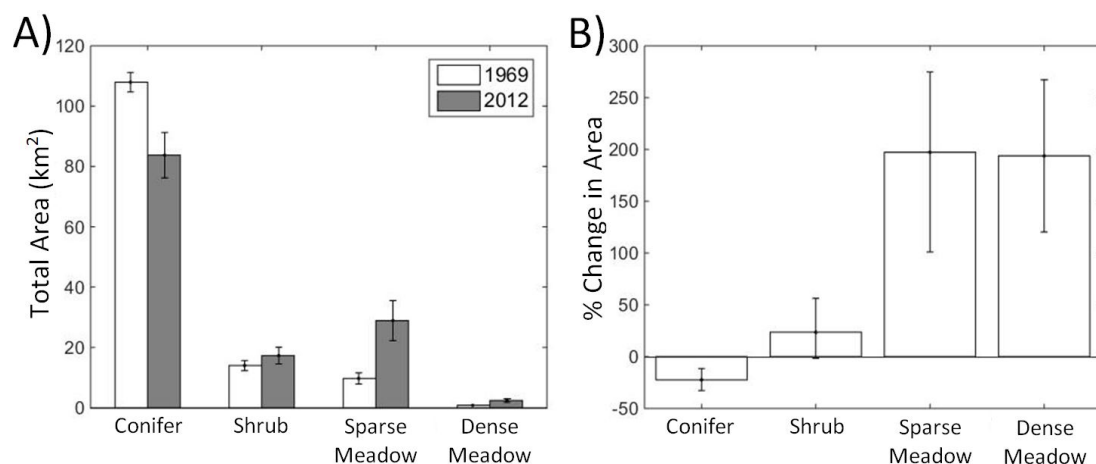 A)
120
100
80
60
40
20
0
Total Area (km²)
1969
2012
Conifer
Shrub
Sparse
Meadow
Dense
Meadow
B)
300
250
200
150
100
50
0
-50
% Change in Area
Conifer
Shrub
Sparse
Meadow
Dense
Meadow